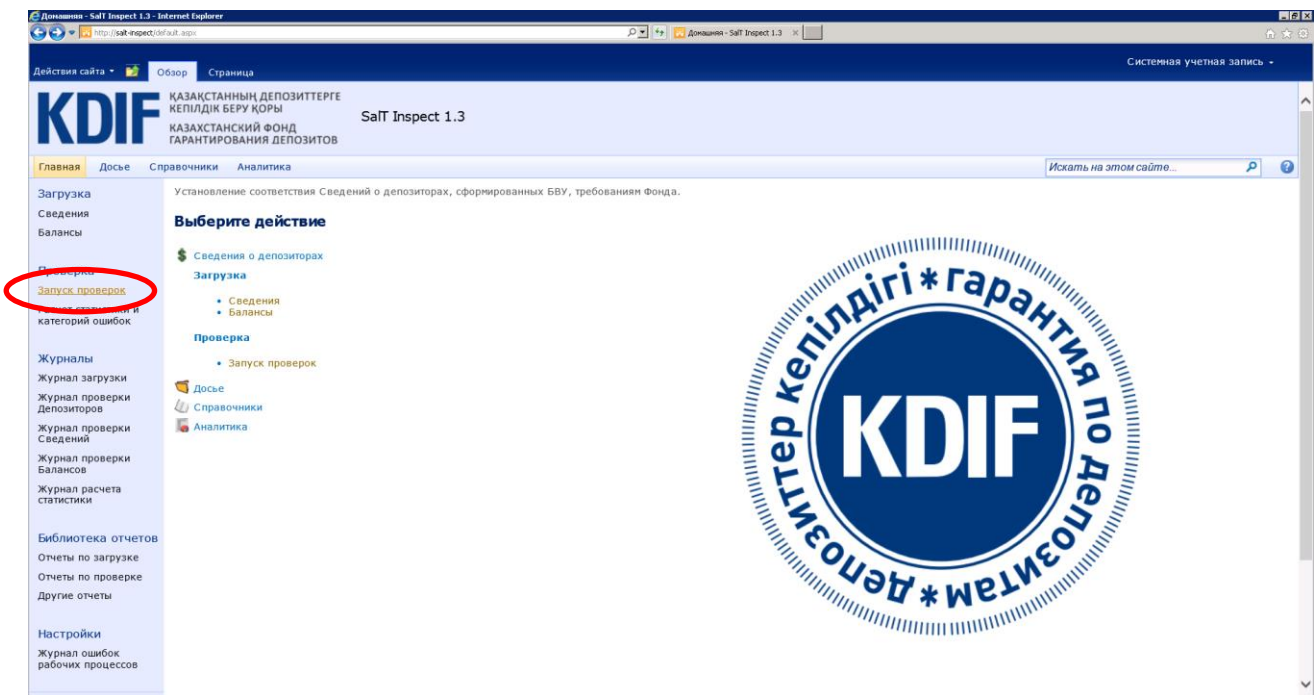 Домашняя - SalT Inspect 1.3 - Internet Explorer
http://salt-inspect/default.aspx
Домашняя - SalT Inspect 1.3
Системная учетная запись
Действия сайта
Обзор
Страница
KDIF
ҚАЗАҚСТАННЫҢ ДЕПОЗИТТЕРГЕ
КЕПІЛДІК БЕРУ ҚОРЫ
КАЗАХСТАНСКИЙ ФОНД
ГАРАНТИРОВАНИЯ ДЕПОЗИТОВ
SalT Inspect 1.3
Главная Досье Справочники Аналитика
Искать на этом сайте...
Загрузка
Сведения
Балансы
Проверка
Запуск проверок
Расчет статистики и
категорий ошибок
Журналы
Журнал загрузки
Журнал проверки
Депозиторов
Журнал проверки
Сведений
Журнал проверки
Балансов
Журнал расчета
статистики
Библиотека отчетов
Отчеты по загрузке
Отчеты по проверке
Другие отчеты
Настройки
Журнал ошибок
рабочих процессов
Установление соответствия Сведений о депозиторах, сформированных БВУ, требованиям Фонда.
Выберите действие
Сведения о депозиторах
Загрузка
• Сведения
• Балансы
Проверка
• Запуск проверок
Досье
Справочники
Аналитика
депозиттер кепілдігі * гарантия по депозитам *
KDIF